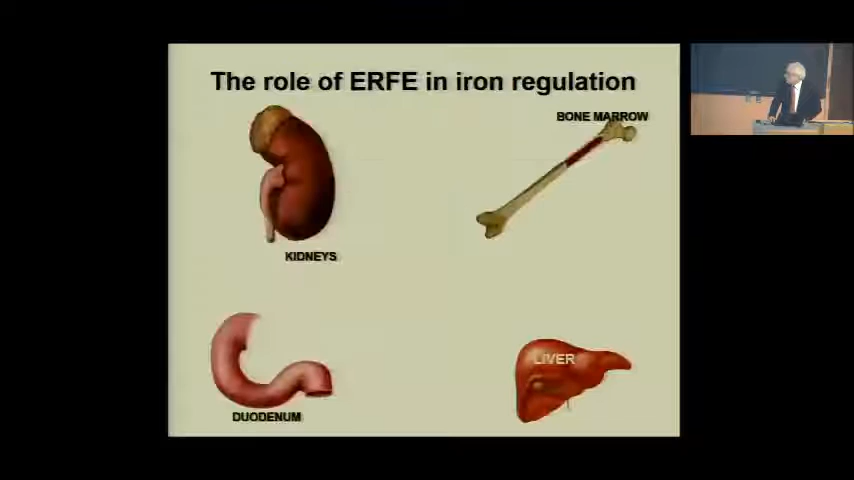 The role of ERFE in iron regulation
BONE MARROW
KIDNEYS
LIVER
DUODENUM